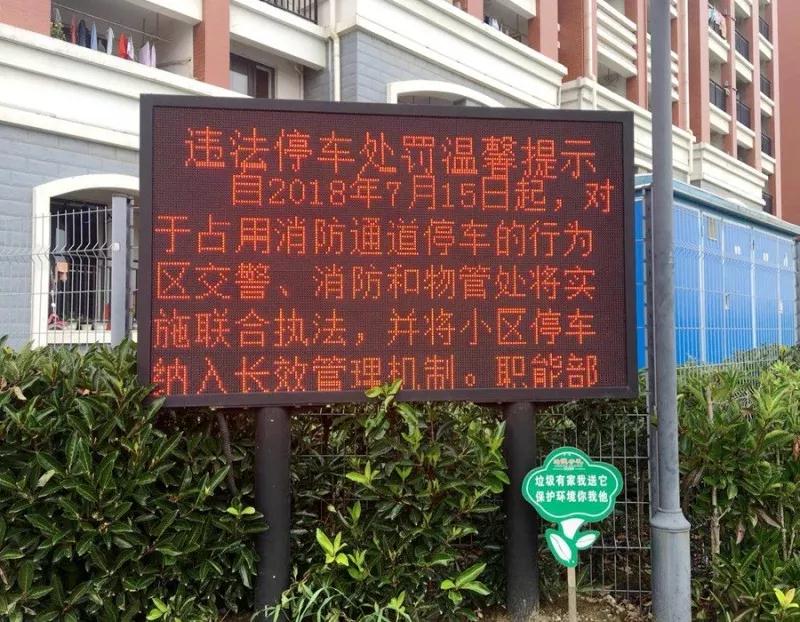 违法停车处罚温馨提示
自2018年7月15日起，对
于占用消防通道停车的行为
区交警、消防和物管处将实
施联合执法，并将小区停车
纳入长效管理机制。职能部
垃圾有家我送它
保护环境你我他